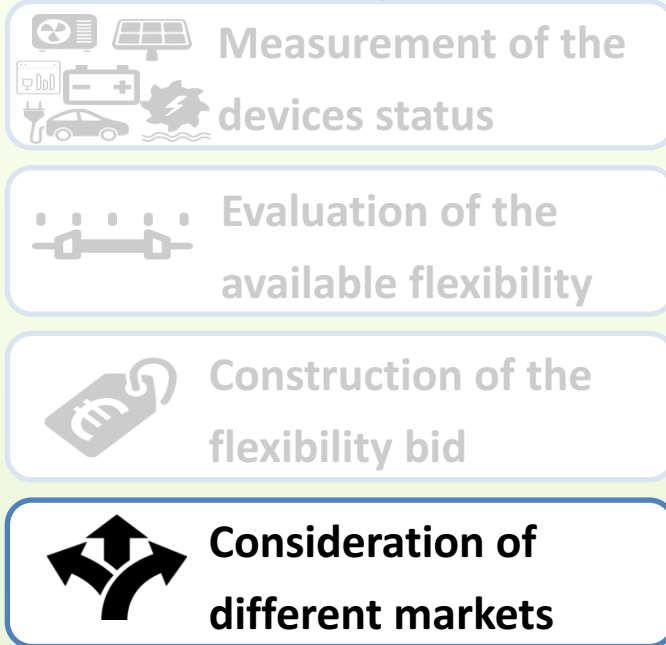 Measurement of the
devices status
Evaluation of the
available flexibility
Construction of the
flexibility bid
Consideration of
different markets